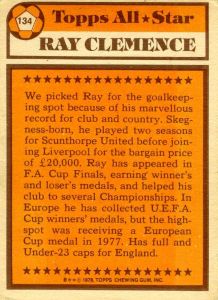 134
Topps All★Star
RAY CLEMENCE
We picked Ray for the goalkeep-
ing spot because of his marvellous
record for club and country. Skeg-
ness-born, he played two seasons
for Scunthorpe United before join-
ing Liverpool for the bargain price
of £20,000. Ray has appeared in
F.A. Cup Finals, earning winner's
and loser's medals, and helped his
club to several Championships. In
Europe he has collected U.E.F.A.
Cup winners' medals, but the high-
spot was receiving a European
Cup medal in 1977. Has full and
Under-23 caps for England.
© 1978, TOPPS CHEWING GUM, INC.